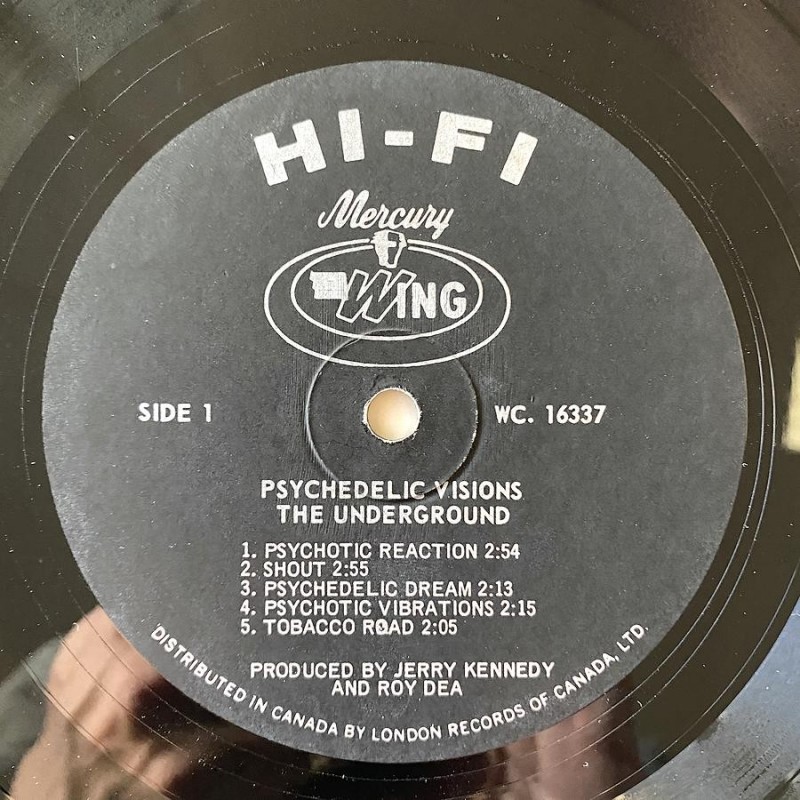 HI-FI
Mercury
WING
SIDE 1
WC. 16337
PSYCHEDELIC VISIONS
THE UNDERGROUND
1. PSYCHOTIC REACTION 2:54
2. SHOUT 2:55
3. PSYCHEDELIC DREAM 2:13
4. PSYCHOTIC VIBRATIONS 2:15
5. TOBACCO ROAD 2:05
PRODUCED BY JERRY KENNEDY
AND ROY DEA
DISTRIBUTED IN CANADA BY LONDON RECORDS OF CANADA, LTD.